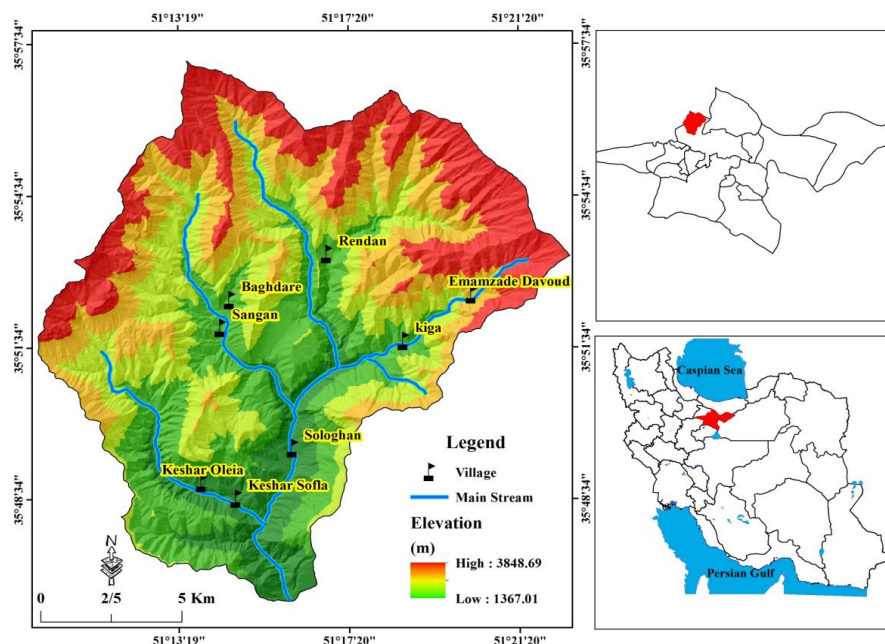 51°13'19"
51°17'20"
51°21'20"
35°57'34"
35°57'34"
35°54'34"
35°54'34"
Rendan
Emamzade Davoud
Baghdare
Sangan
kiga
35°51'34"
35°51'34"
Caspian Sea
Sologhan
Legend
Village
Keshar Oleia
Keshar Sofla
Main Stream
35°48'34"
35°48'34"
Elevation
(m)
High : 3848.69
Low : 1367.01
N
0 2/5 5 Km
Persian Gulf
51°13'19"
51°17'20"
51°21'20"